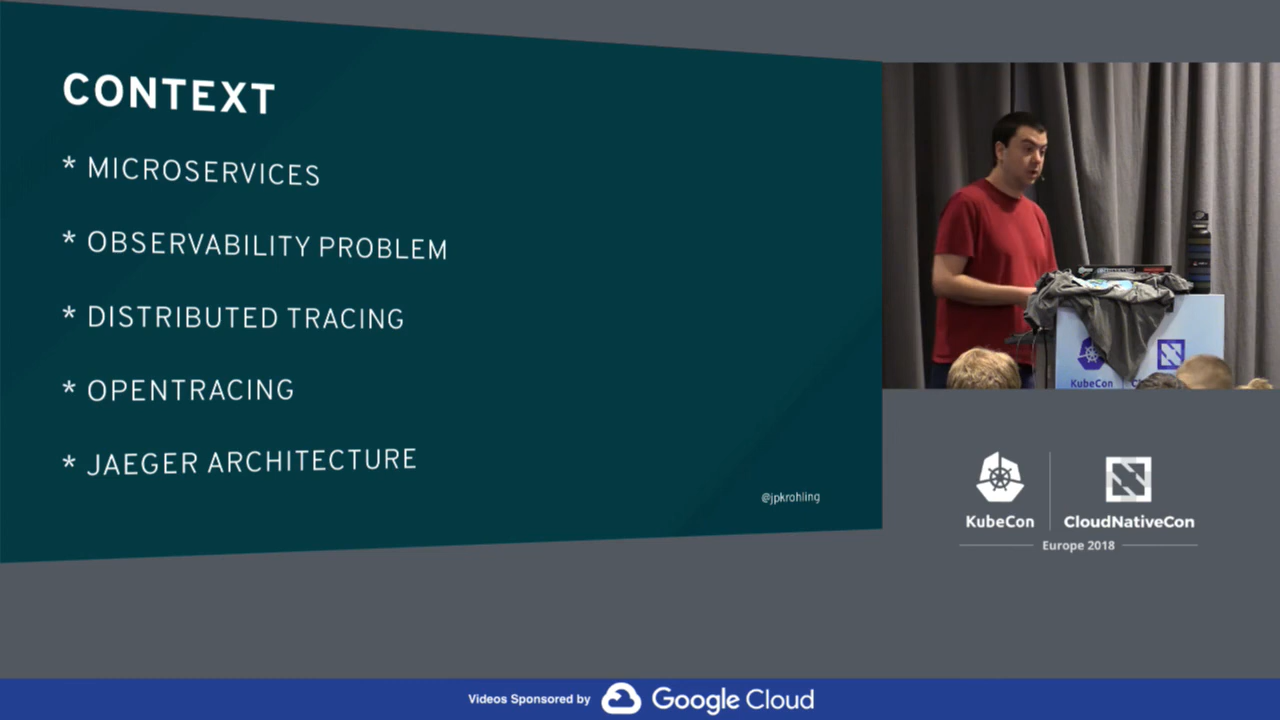 CONTEXT
* MICROSERVICES
* OBSERVABILITY PROBLEM
* DISTRIBUTED TRACING
* OPENTRACING
* JAEGER ARCHITECTURE
@jpkrohling
KubeCon
KubeCon
CloudNativeCon
Europe 2018
Videos Sponsored by Google Cloud